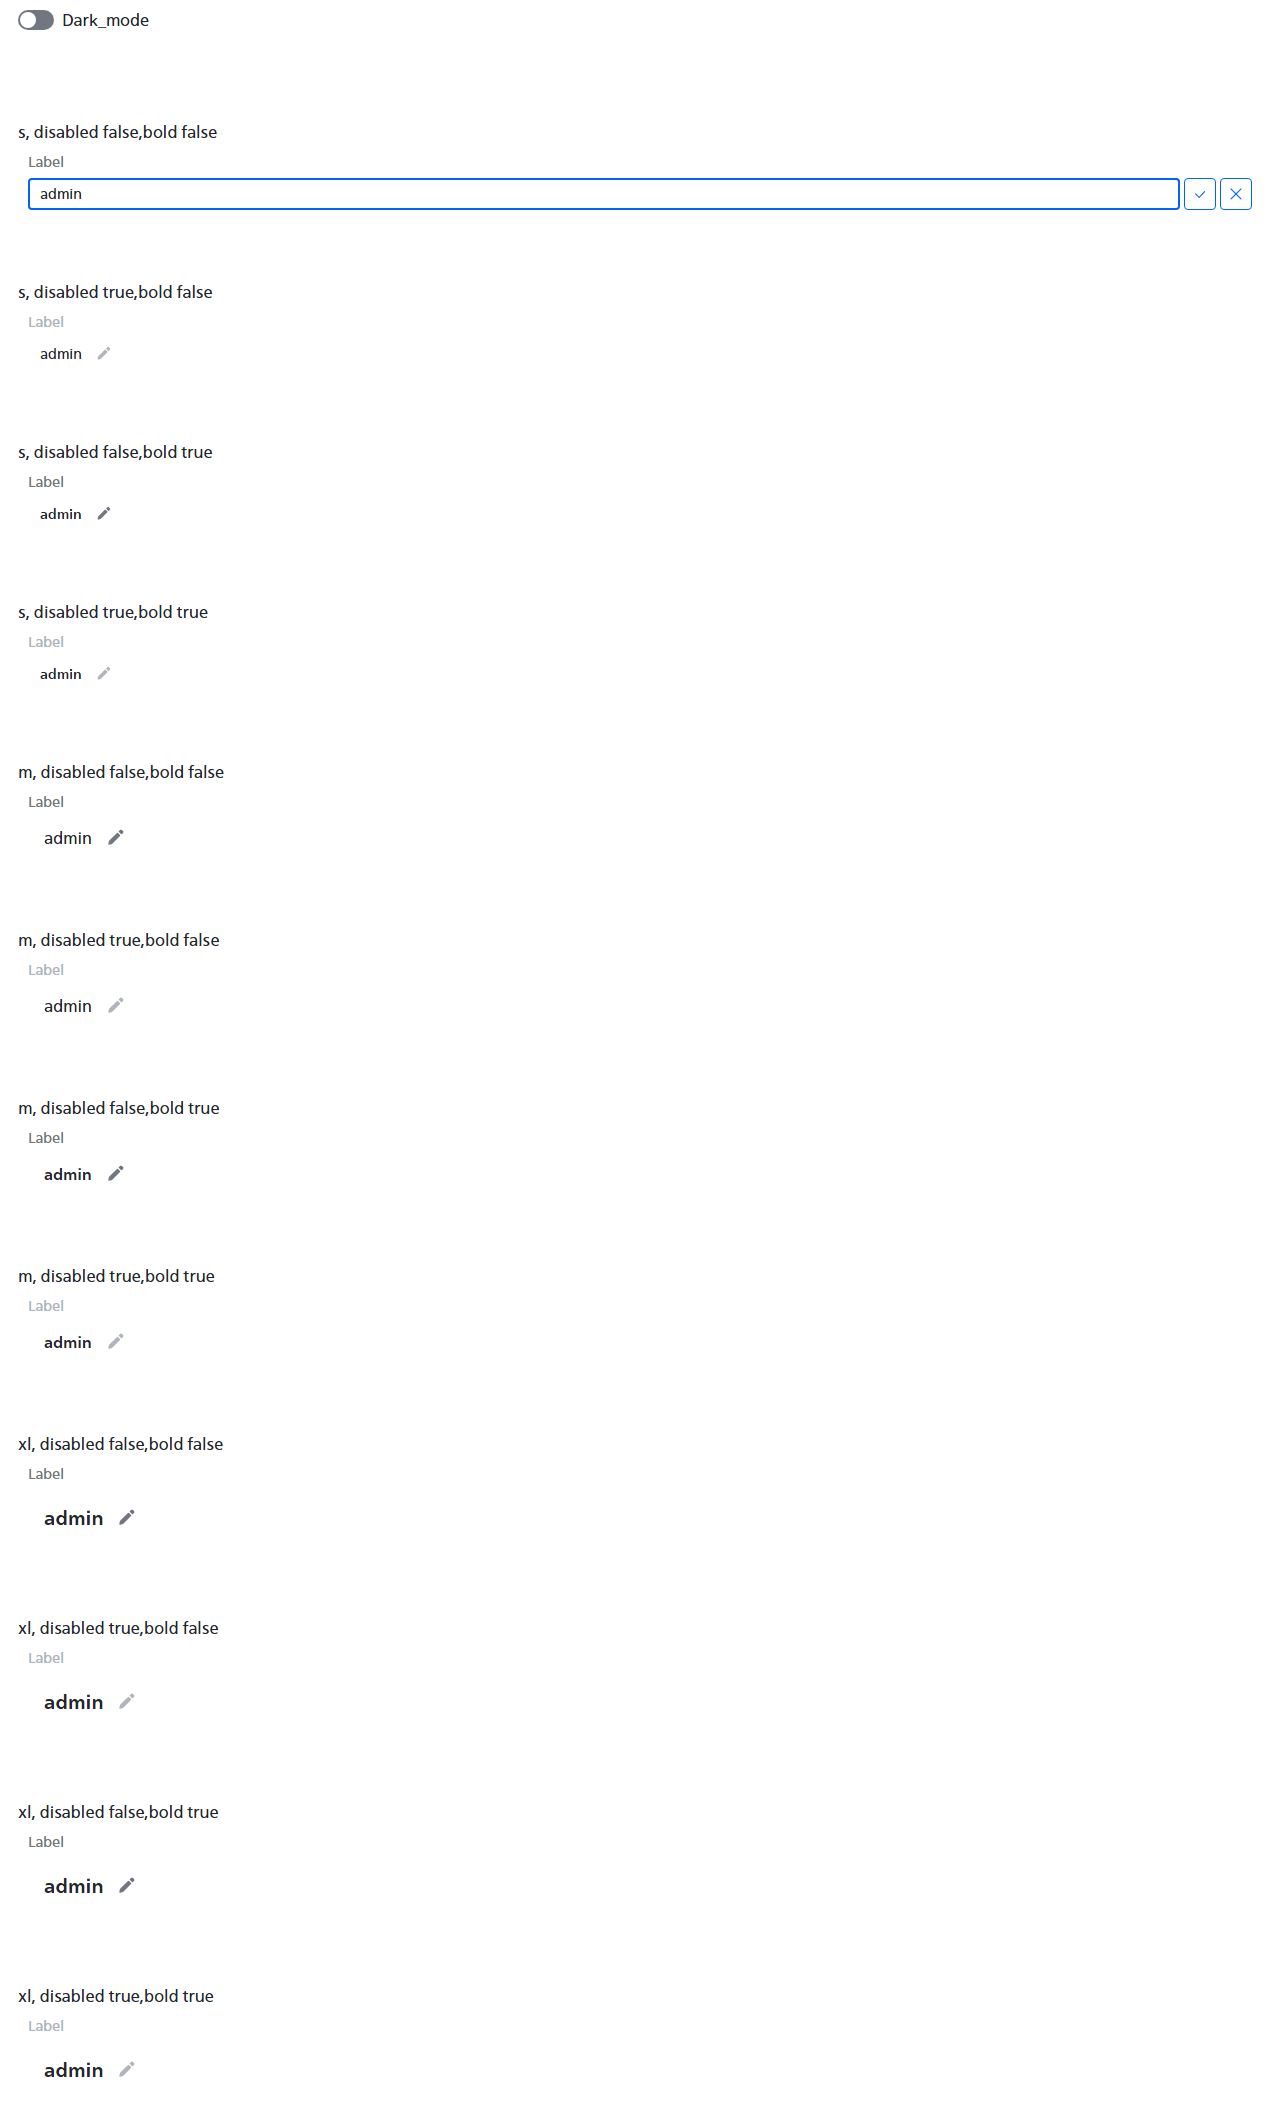 Dark_mode
s, disabled false,bold false
Label
admin
s, disabled true,bold false
Label
admin
s, disabled false,bold true
Label
admin
s, disabled true,bold true
Label
admin
m, disabled false,bold false
Label
admin
m, disabled true,bold false
Label
admin
m, disabled false,bold true
Label
admin
m, disabled true,bold true
Label
admin
xl, disabled false,bold false
Label
admin
xl, disabled true,bold false
Label
admin
xl, disabled false,bold true
Label
admin
xl, disabled true,bold true
Label
admin